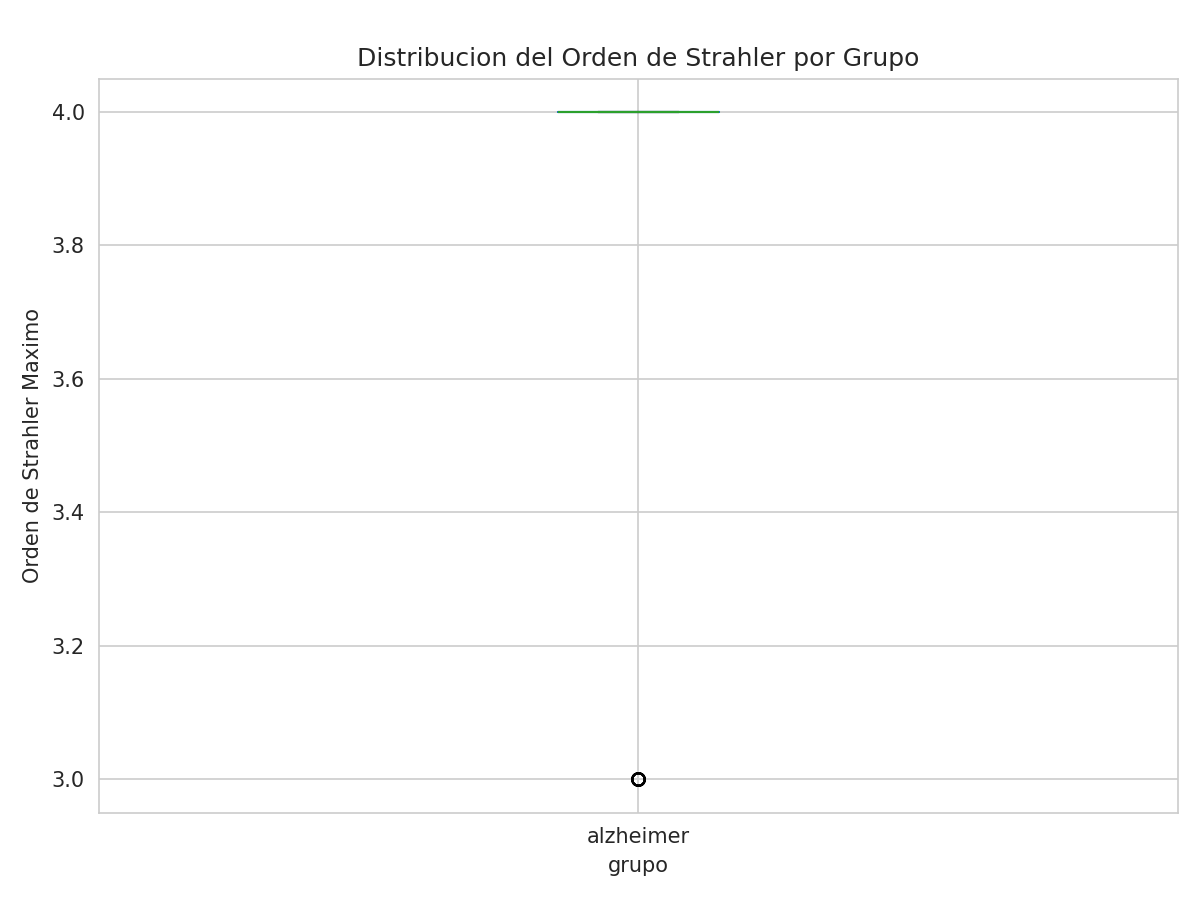 Distribucion del Orden de Strahler por Grupo
4.0
3.8
3.6
3.4
3.2
3.0
Orden de Strahler Maximo
alzheimer
grupo